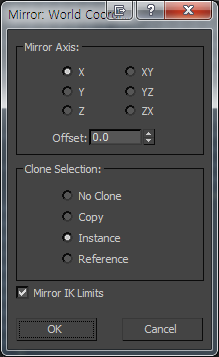 Mirror: World Coor
?
Mirror Axis:
X XY
Y YZ
Z ZX
Offset: 0.0
Clone Selection:
No Clone
Copy
Instance
Reference
Mirror IK Limits
OK Cancel